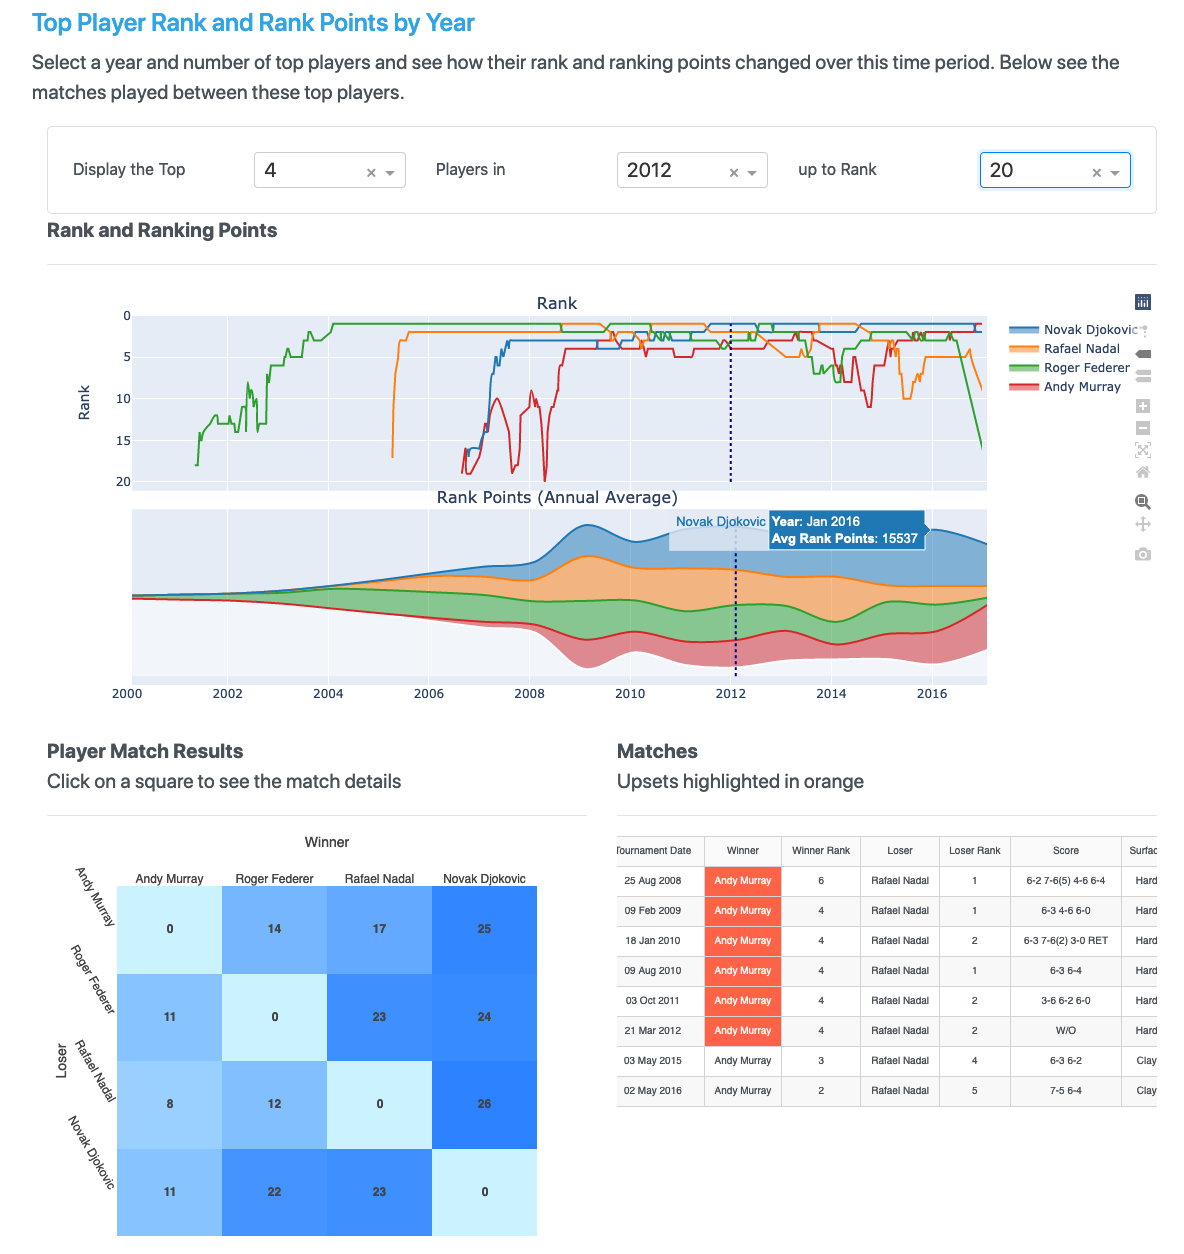 Top Player Rank and Rank Points by Year
Select a year and number of top players and see how their rank and ranking points changed over this time period. Below see the
matches played between these top players.
Display the Top 4 × Players in 2012 × up to Rank 20 ×
Rank and Ranking Points
Rank
0
5
10
15
20
Rank
Novak Djokovic
Rafael Nadal
Roger Federer
Andy Murray
Rank Points (Annual Average)
Novak Djokovic
Year: Jan 2016
Avg Rank Points: 15537
2000 2002 2004 2006 2008 2010 2012 2014 2016
Player Match Results
Click on a square to see the match details
Winner
Andy Murray Roger Federer Rafael Nadal Novak Djokovic
Loser
Andy Murray 0 14 17 25
Roger Federer 11 0 23 24
Rafael Nadal 8 12 0 26
Novak Djokovic 11 22 23 0
Matches
Upsets highlighted in orange
Tournament Date Winner Winner Rank Loser Loser Rank Score Surfac
25 Aug 2008 Andy Murray 6 Rafael Nadal 1 6-2 7-6(5) 4-6 6-4 Hard
09 Feb 2009 Andy Murray 4 Rafael Nadal 1 6-3 4-6 6-0 Hard
18 Jan 2010 Andy Murray 4 Rafael Nadal 2 6-3 7-6(2) 3-0 RET Hard
09 Aug 2010 Andy Murray 4 Rafael Nadal 1 6-3 6-4 Hard
03 Oct 2011 Andy Murray 4 Rafael Nadal 2 3-6 6-2 6-0 Hard
21 Mar 2012 Andy Murray 4 Rafael Nadal 2 W/O Hard
03 May 2015 Andy Murray 3 Rafael Nadal 4 6-3 6-2 Clay
02 May 2016 Andy Murray 2 Rafael Nadal 5 7-5 6-4 Clay